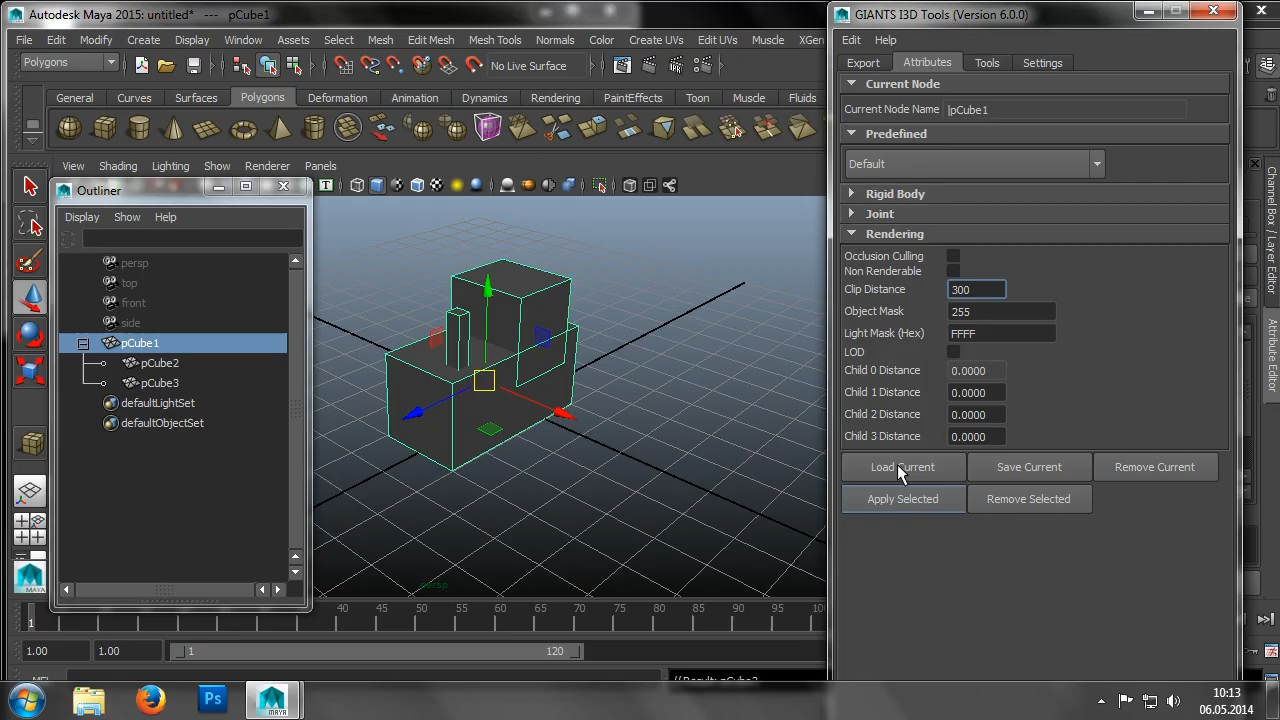 Autodesk Maya 2015: untitled* --- pCube1
File Edit Modify Create Display Window Assets Select Mesh Edit Mesh Mesh Tools Normals Color Create UVs Edit UVs Muscle XGen
Polygons
No Live Surface
General Curves Surfaces Polygons Deformation Animation Dynamics Rendering PaintEffects Toon Muscle Fluids
View Shading Lighting Show Renderer Panels
Outliner
Display Show Help
persp
top
front
side
pCube1
pCube2
pCube3
defaultLightSet
defaultObjectSet
persp
40 45 50 55 60 65 70 75 80 85 90 95
1
1.00 1.00 1 120
GIANTS I3D Tools (Version 6.0.0)
Edit Help
Export Attributes Tools Settings
Current Node
Current Node Name |pCube1
Predefined
Default
Rigid Body
Joint
Rendering
Occlusion Culling
Non Renderable
Clip Distance 300
Object Mask 255
Light Mask (Hex) FFFF
LOD
Child 0 Distance 0.0000
Child 1 Distance 0.0000
Child 2 Distance 0.0000
Child 3 Distance 0.0000
Load Current Save Current Remove Current
Apply Selected Remove Selected
Channel Box / Layer Editor
Attribute Editor
Ps
MAYA
10:13
06.05.2014